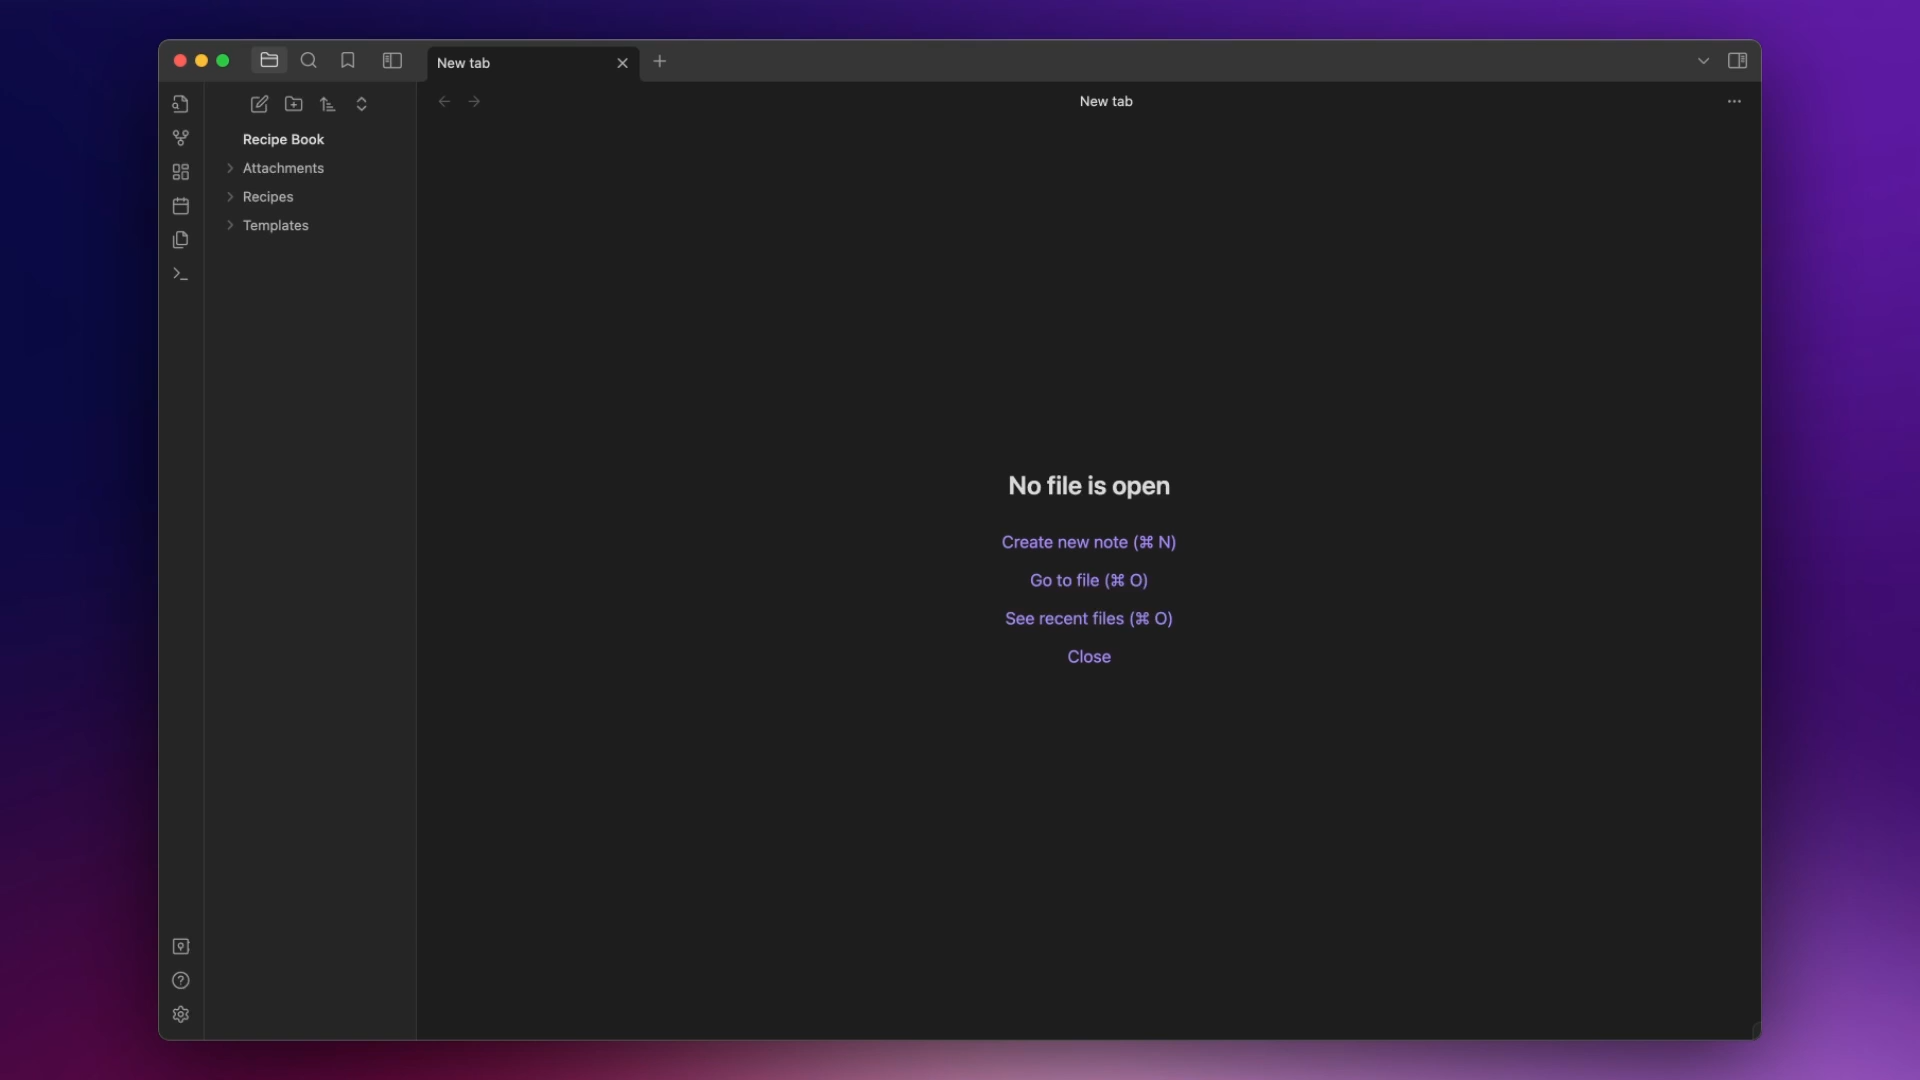 New tab
New tab
Recipe Book
Attachments
Recipes
Templates
No file is open
Create new note (⌘ N)
Go to file (⌘ O)
See recent files (⌘ O)
Close